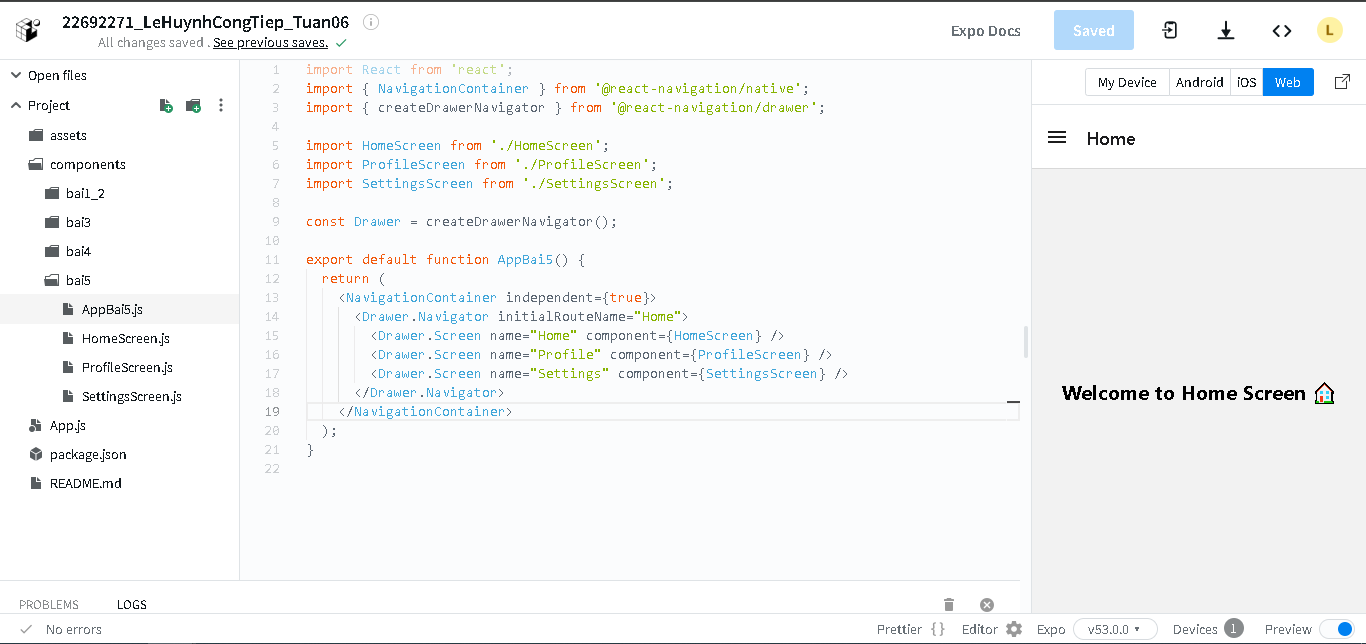 22692271_LeHuynhCongTiep_Tuan06
All changes saved . See previous saves.
Expo Docs
Saved
L
Open files
Project
assets
components
bai1_2
bai3
bai4
bai5
AppBai5.js
HomeScreen.js
ProfileScreen.js
SettingsScreen.js
App.js
package.json
README.md
1 import React from 'react';
2 import { NavigationContainer } from '@react-navigation/native';
3 import { createDrawerNavigator } from '@react-navigation/drawer';
4
5 import HomeScreen from './HomeScreen';
6 import ProfileScreen from './ProfileScreen';
7 import SettingsScreen from './SettingsScreen';
8
9 const Drawer = createDrawerNavigator();
10
11 export default function AppBai5() {
12 return (
13 <NavigationContainer independent={true}>
14 <Drawer.Navigator initialRouteName="Home">
15 <Drawer.Screen name="Home" component={HomeScreen} />
16 <Drawer.Screen name="Profile" component={ProfileScreen} />
17 <Drawer.Screen name="Settings" component={SettingsScreen} />
18 </Drawer.Navigator>
19 </NavigationContainer>
20 );
21 }
22
My Device Android iOS Web
Home
Welcome to Home Screen 🏠
PROBLEMS LOGS
No errors
Prettier {} Editor Expo v53.0.0 Devices 1 Preview